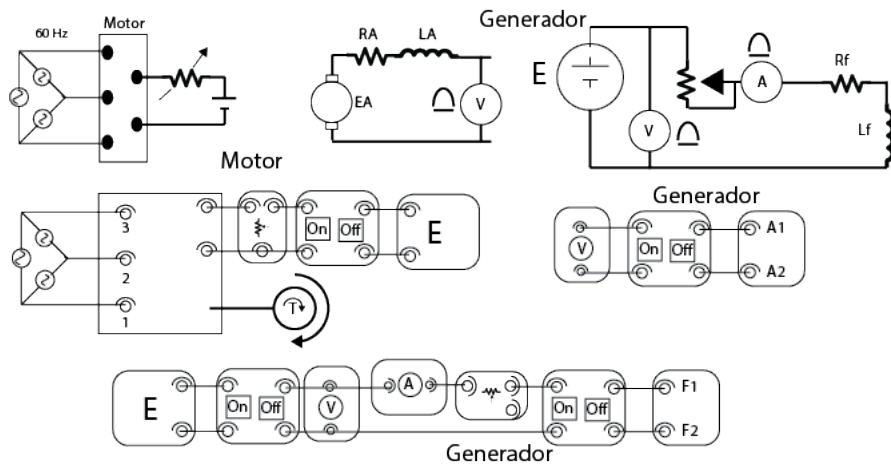 Generador
Motor
60 Hz
RA
LA
EA
V
E
V
A
Rf
Lf
Motor
3
2
1
On
Off
E
T
Generador
V
On
Off
A1
A2
E
On
Off
V
A
On
Off
F1
F2
Generador